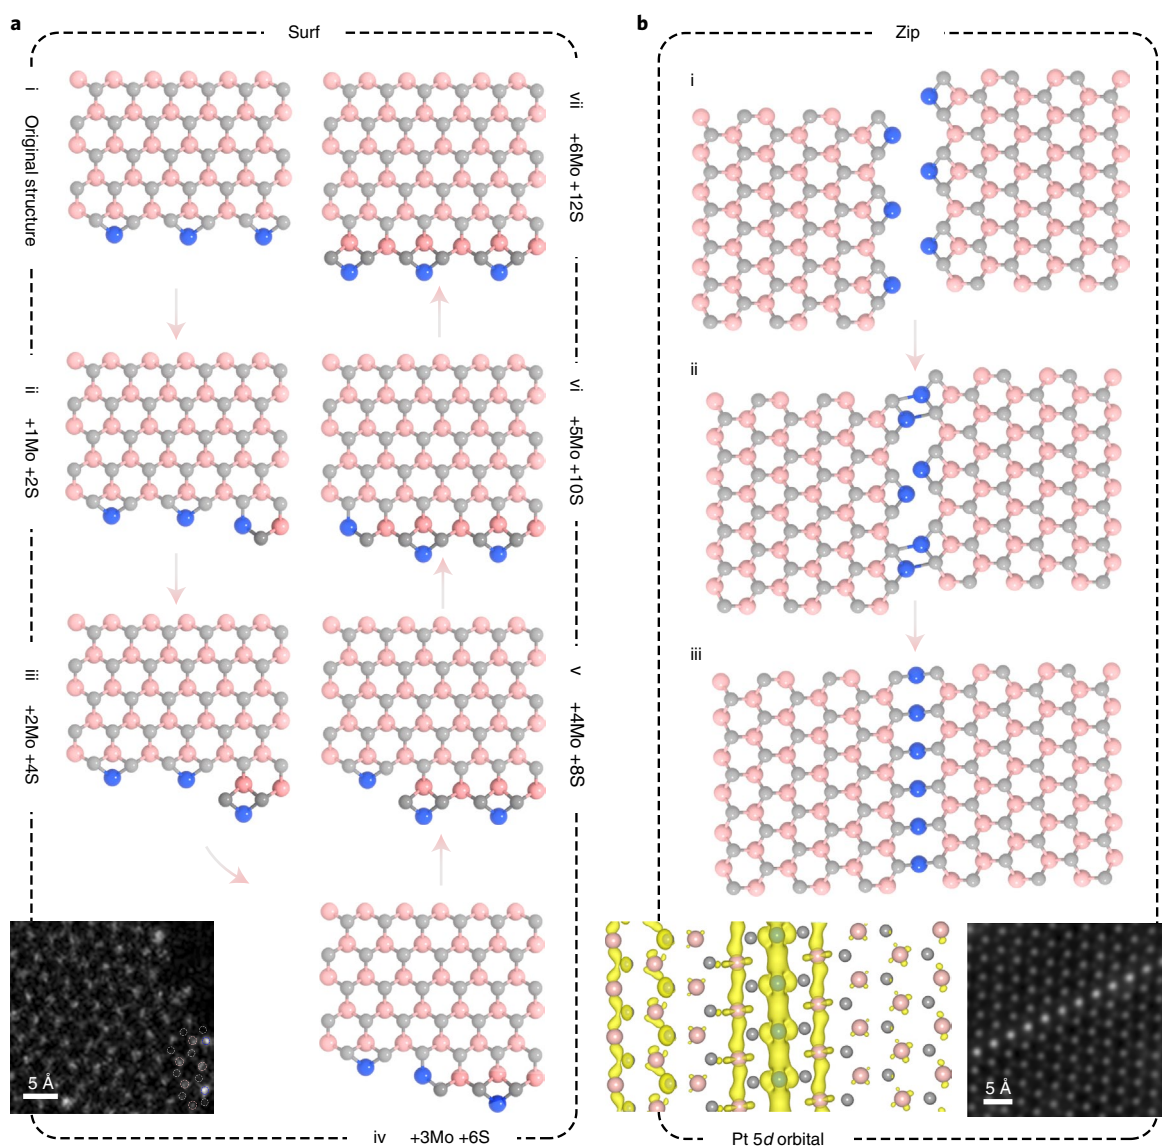 a
Surf
i
Original structure
ii
+1Mo +2S
iii
+2Mo +4S
iv +3Mo +6S
v
+4Mo +8S
vi
+5Mo +10S
vii
+6Mo +12S
5 Å
b
Zip
i
ii
iii
5 Å
Pt 5d orbital